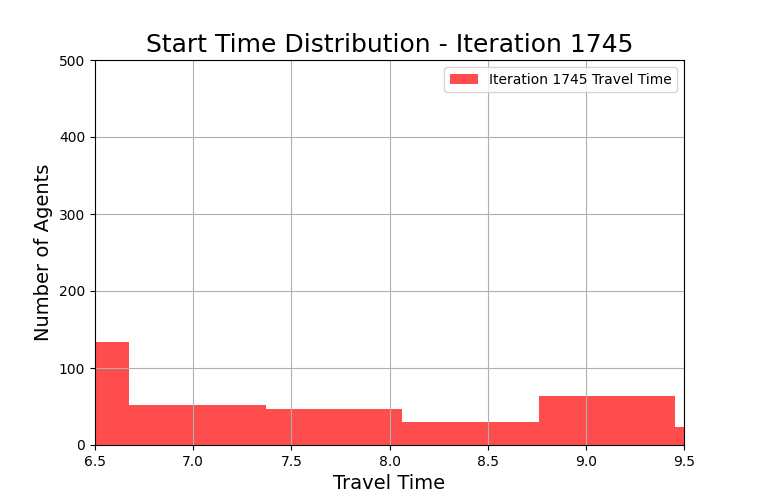 Start Time Distribution - Iteration 1745
500
400
300
200
100
0
Number of Agents
Iteration 1745 Travel Time
6.5 7.0 7.5 8.0 8.5 9.0 9.5
Travel Time